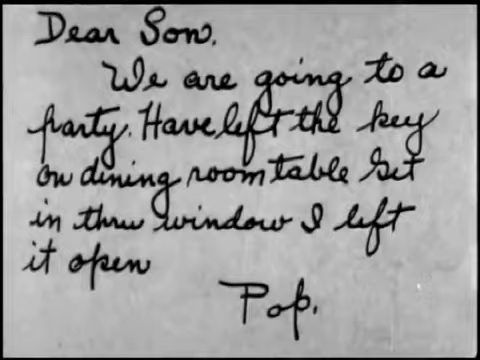 Dear Son.
We are going to a
party. Have left the key
on dining room table Get
in thru window I left
it open
Pop.